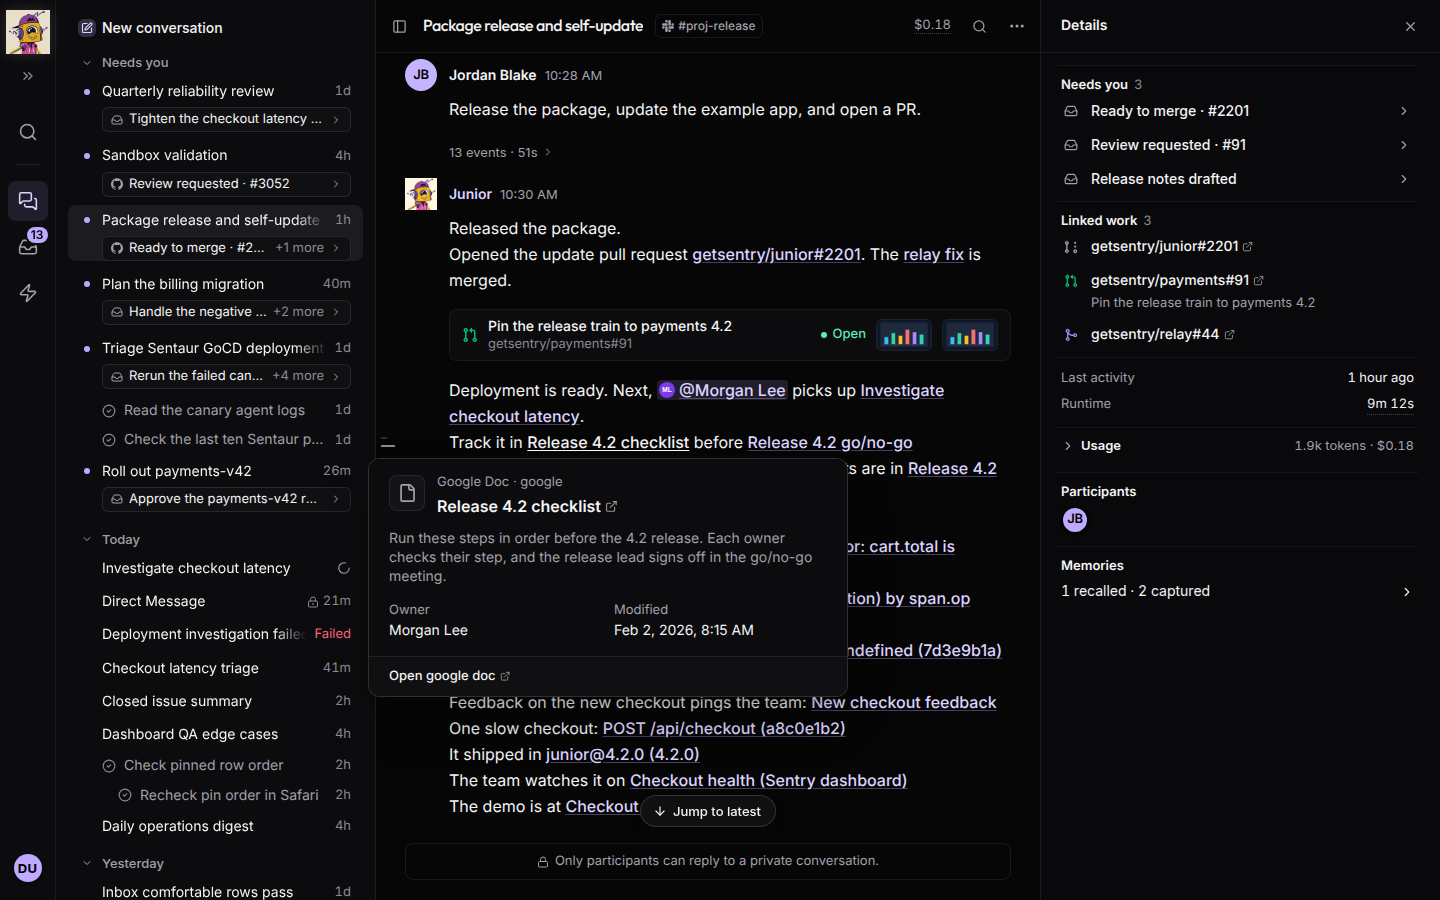 New conversation
Needs you
Quarterly reliability review 1d
Tighten the checkout latency ...
Sandbox validation 4h
Review requested · #3052
Package release and self-update 1h
Ready to merge · #2... +1 more
13
Plan the billing migration 40m
Handle the negative ... +2 more
Triage Sentaur GoCD deployment 1d
Rerun the failed can... +4 more
Read the canary agent logs 1d
Check the last ten Sentaur p... 1d
Roll out payments-v42 26m
Approve the payments-v42 r...
Today
Investigate checkout latency
Direct Message 21m
Deployment investigation failed Failed
Checkout latency triage 41m
Closed issue summary 2h
Dashboard QA edge cases 4h
Check pinned row order 2h
Recheck pin order in Safari 2h
Daily operations digest 4h
Yesterday
Inbox comfortable rows pass 1d
DU
Package release and self-update #proj-release $0.18
JB Jordan Blake 10:28 AM
Release the package, update the example app, and open a PR.
13 events · 51s
Junior 10:30 AM
Released the package.
Opened the update pull request getsentry/junior#2201. The relay fix is
merged.
Pin the release train to payments 4.2
getsentry/payments#91
Open
Deployment is ready. Next, ML @Morgan Lee picks up Investigate
checkout latency.
Track it in Release 4.2 checklist before Release 4.2 go/no-go
s are in Release 4.2
Google Doc · google
Release 4.2 checklist
Run these steps in order before the 4.2 release. Each owner
checks their step, and the release lead signs off in the go/no-go
meeting.
Owner Modified
Morgan Lee Feb 2, 2026, 8:15 AM
Open google doc
or: cart.total is
tion) by span.op
ndefined (7d3e9b1a)
Feedback on the new checkout pings the team: New checkout feedback
One slow checkout: POST /api/checkout (a8c0e1b2)
It shipped in junior@4.2.0 (4.2.0)
The team watches it on Checkout health (Sentry dashboard)
The demo is at Checkout
Jump to latest
Only participants can reply to a private conversation.
Details
Needs you 3
Ready to merge · #2201
Review requested · #91
Release notes drafted
Linked work 3
getsentry/junior#2201
getsentry/payments#91
Pin the release train to payments 4.2
getsentry/relay#44
Last activity 1 hour ago
Runtime 9m 12s
Usage 1.9k tokens · $0.18
Participants
JB
Memories
1 recalled · 2 captured